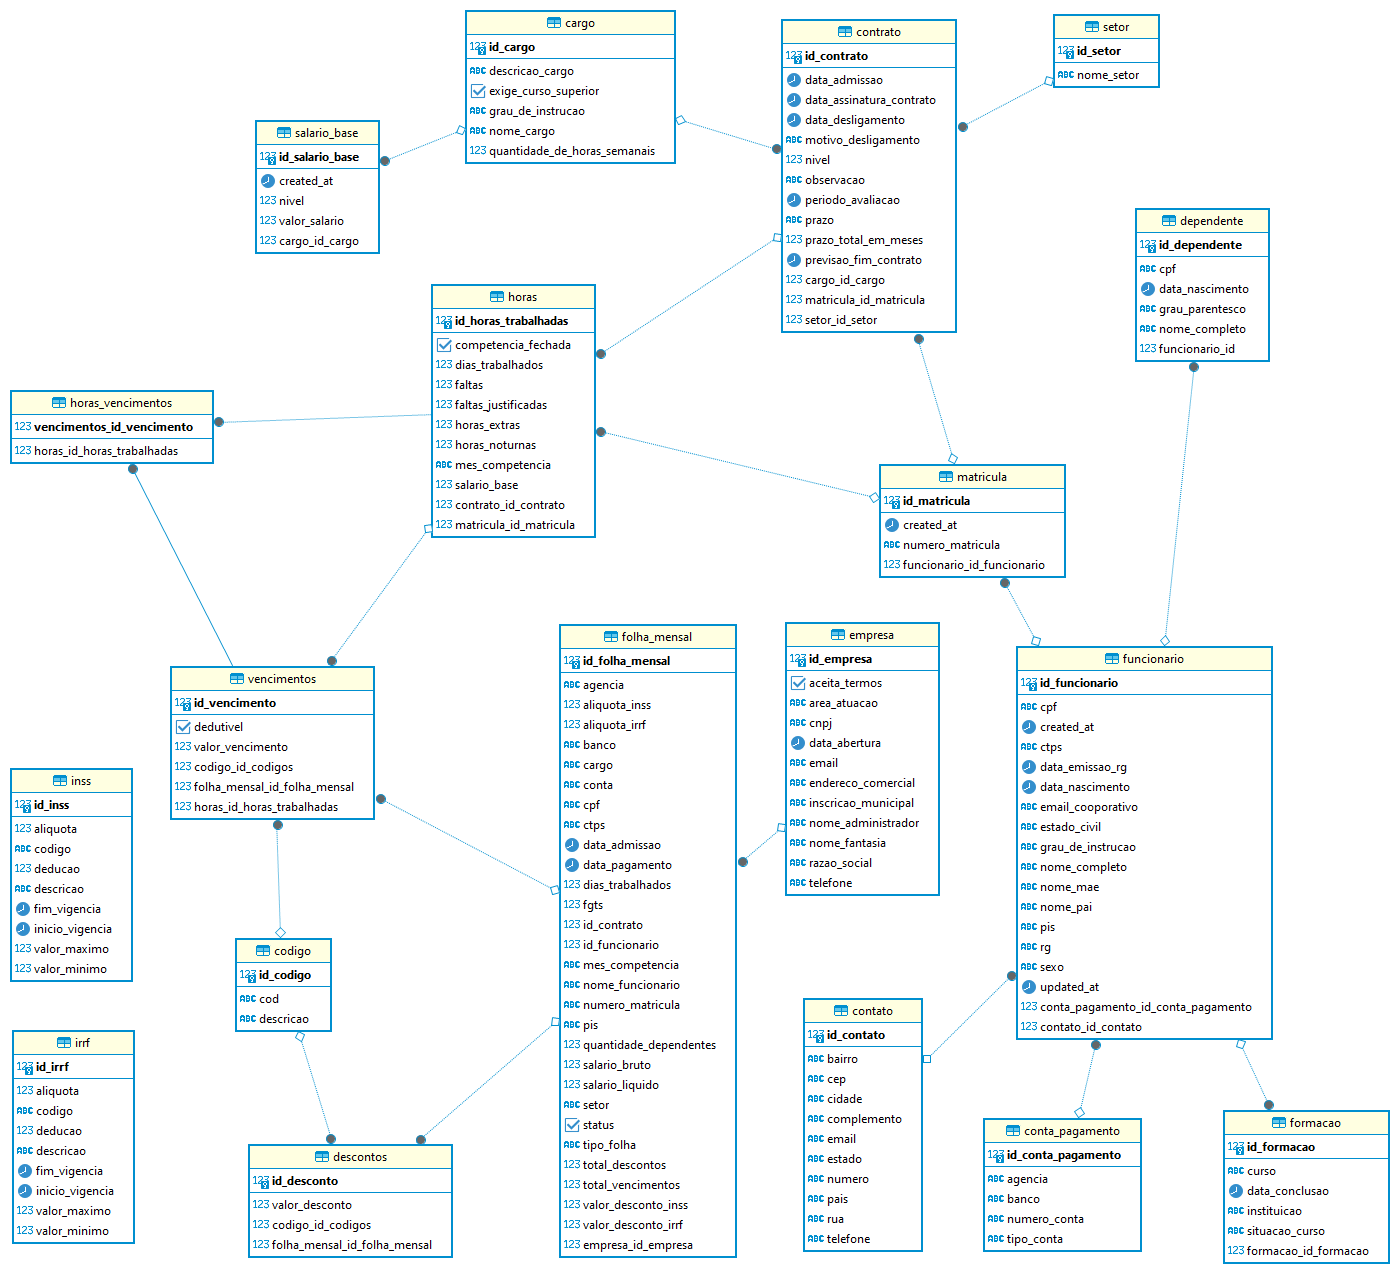 cargo
123 id_cargo
ABC descricao_cargo
exige_curso_superior
ABC grau_de_instrucao
ABC nome_cargo
123 quantidade_de_horas_semanais
contrato
123 id_contrato
data_admissao
data_assinatura_contrato
data_desligamento
ABC motivo_desligamento
123 nivel
ABC observacao
periodo_avaliacao
ABC prazo
123 prazo_total_em_meses
previsao_fim_contrato
123 cargo_id_cargo
123 matricula_id_matricula
123 setor_id_setor
setor
123 id_setor
ABC nome_setor
salario_base
123 id_salario_base
created_at
123 nivel
123 valor_salario
123 cargo_id_cargo
dependente
123 id_dependente
ABC cpf
data_nascimento
ABC grau_parentesco
ABC nome_completo
123 funcionario_id
horas
123 id_horas_trabalhadas
competencia_fechada
123 dias_trabalhados
123 faltas
123 faltas_justificadas
123 horas_extras
123 horas_noturnas
ABC mes_competencia
123 salario_base
123 contrato_id_contrato
123 matricula_id_matricula
horas_vencimentos
123 vencimentos_id_vencimento
123 horas_id_horas_trabalhadas
matricula
123 id_matricula
created_at
ABC numero_matricula
123 funcionario_id_funcionario
vencimentos
123 id_vencimento
dedutivel
123 valor_vencimento
123 codigo_id_codigos
123 folha_mensal_id_folha_mensal
123 horas_id_horas_trabalhadas
folha_mensal
123 id_folha_mensal
ABC agencia
123 aliquota_inss
123 aliquota_irrf
ABC banco
ABC cargo
ABC conta
ABC cpf
ABC ctps
data_admissao
data_pagamento
123 dias_trabalhados
123 fgts
123 id_contrato
123 id_funcionario
ABC mes_competencia
ABC nome_funcionario
ABC numero_matricula
ABC pis
123 quantidade_dependentes
123 salario_bruto
123 salario_liquido
ABC setor
status
ABC tipo_folha
123 total_descontos
123 total_vencimentos
123 valor_desconto_inss
123 valor_desconto_irrf
123 empresa_id_empresa
empresa
123 id_empresa
aceita_termos
ABC area_atuacao
ABC cnpj
data_abertura
ABC email
ABC endereco_comercial
ABC inscricao_municipal
ABC nome_administrador
ABC nome_fantasia
ABC razao_social
ABC telefone
funcionario
123 id_funcionario
ABC cpf
created_at
ABC ctps
data_emissao_rg
data_nascimento
ABC email_cooporativo
ABC estado_civil
ABC grau_de_instrucao
ABC nome_completo
ABC nome_mae
ABC nome_pai
ABC pis
ABC rg
ABC sexo
updated_at
123 conta_pagamento_id_conta_pagamento
123 contato_id_contato
inss
123 id_inss
123 aliquota
ABC codigo
123 deducao
ABC descricao
fim_vigencia
inicio_vigencia
123 valor_maximo
123 valor_minimo
codigo
123 id_codigo
ABC cod
ABC descricao
irrf
123 id_irrf
123 aliquota
ABC codigo
123 deducao
ABC descricao
fim_vigencia
inicio_vigencia
123 valor_maximo
123 valor_minimo
descontos
123 id_desconto
123 valor_desconto
123 codigo_id_codigos
123 folha_mensal_id_folha_mensal
contato
123 id_contato
ABC bairro
ABC cep
ABC cidade
ABC complemento
ABC email
ABC estado
ABC numero
ABC pais
ABC rua
ABC telefone
conta_pagamento
123 id_conta_pagamento
ABC agencia
ABC banco
ABC numero_conta
ABC tipo_conta
formacao
123 id_formacao
ABC curso
data_conclusao
ABC instituicao
ABC situacao_curso
123 formacao_id_formacao